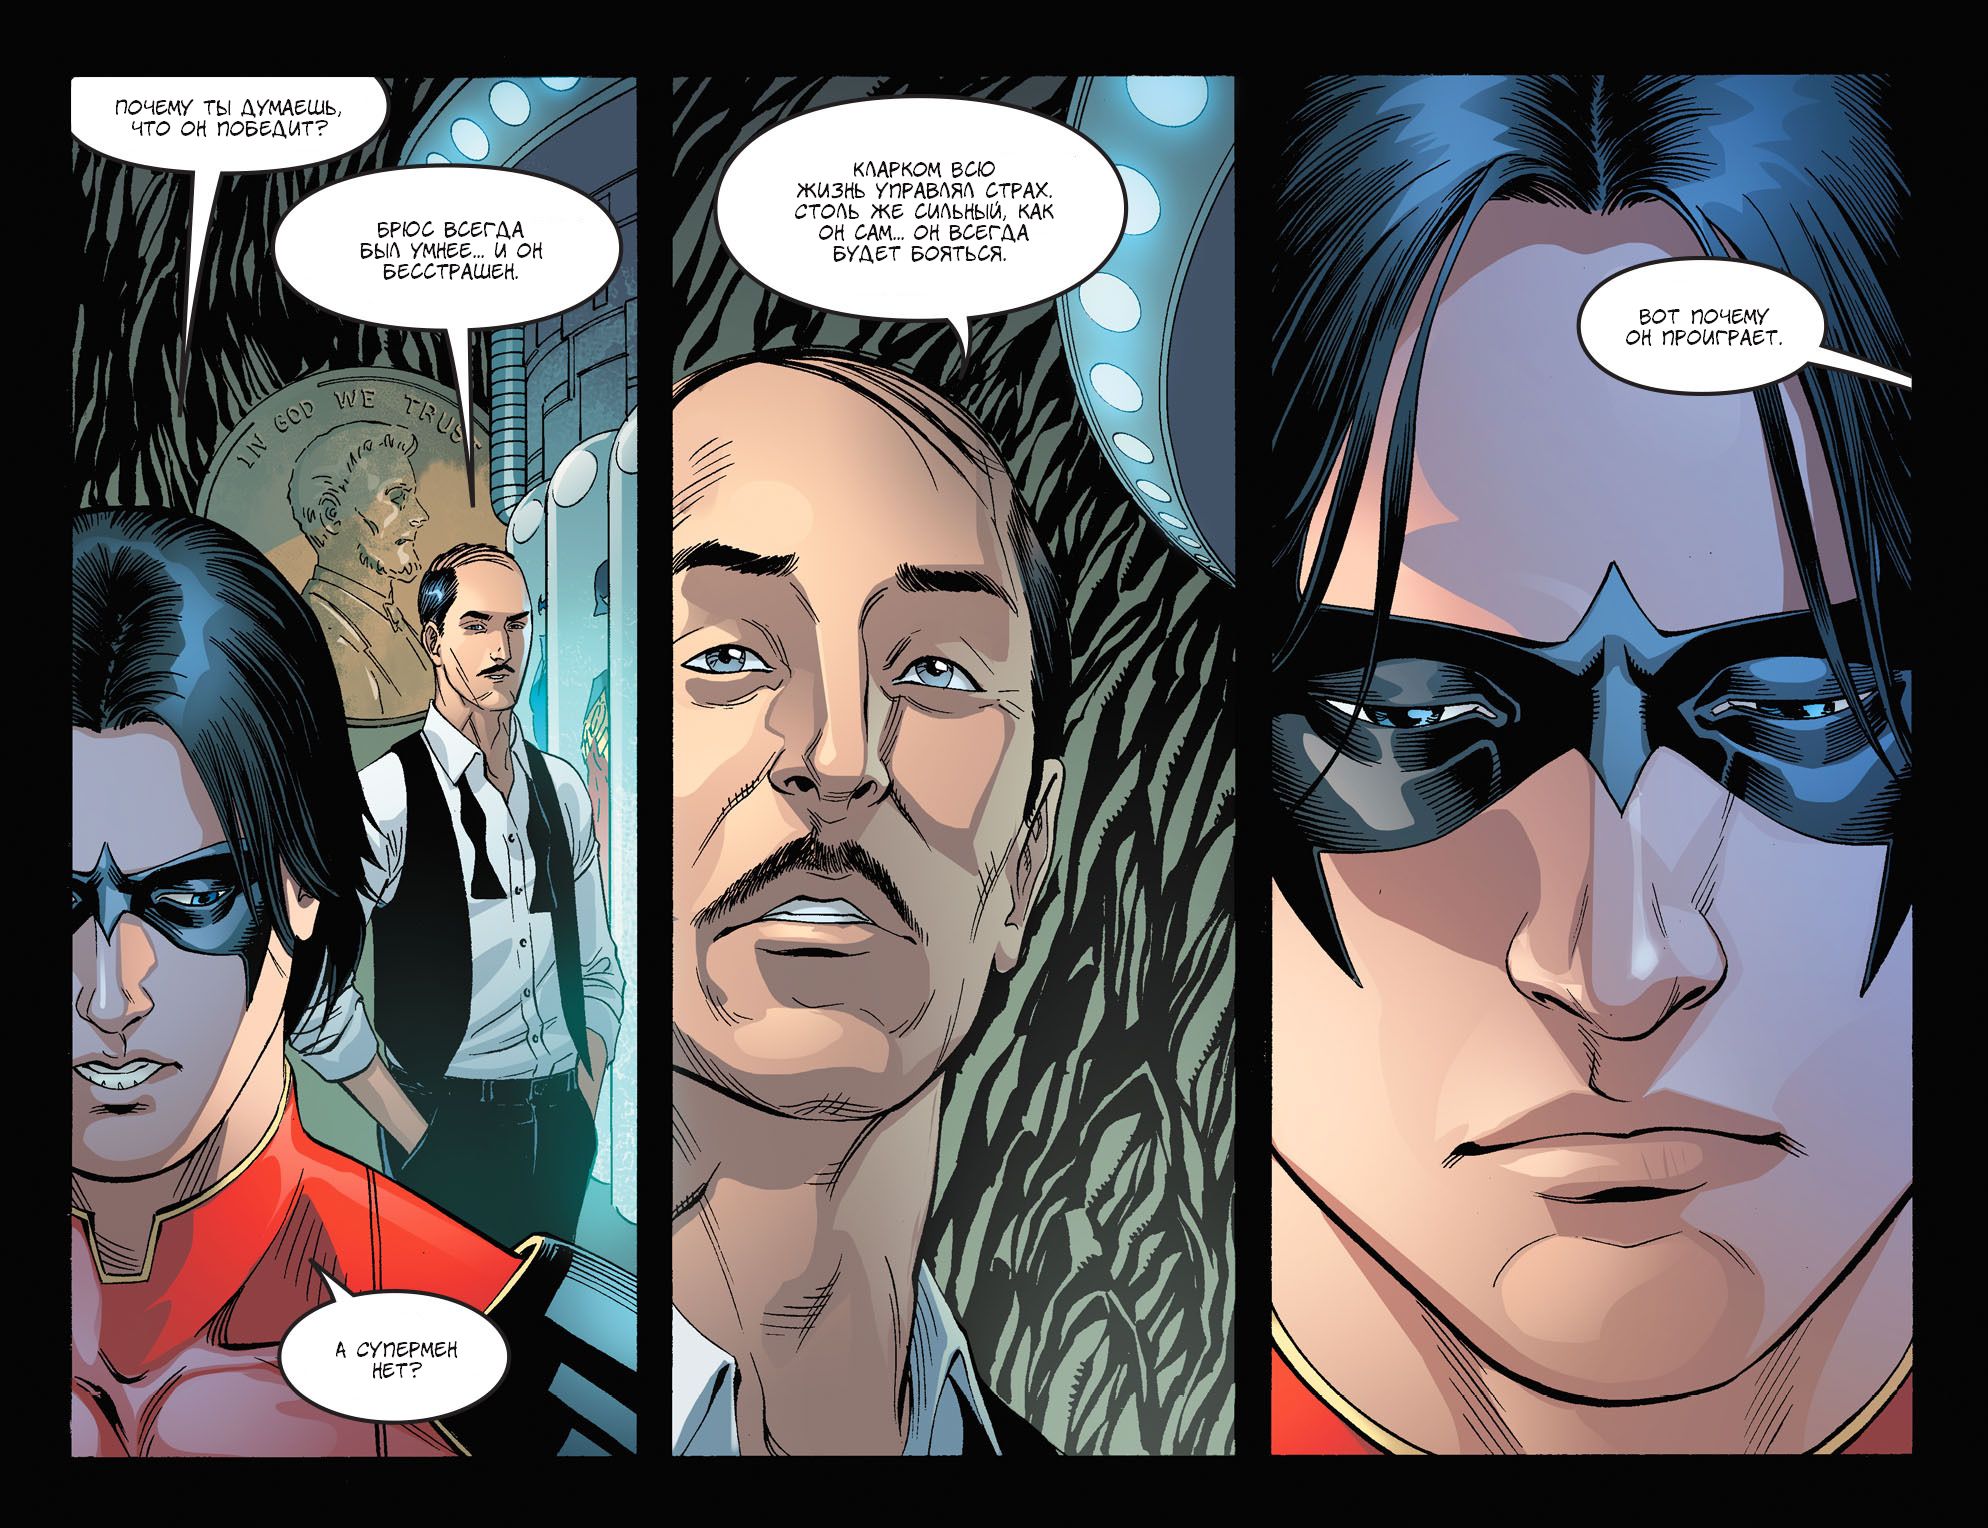 ПОЧЕМУ ТЫ ДУМАЕШЬ,
ЧТО ОН ПОБЕДИТ?
БРЮС ВСЕГДА
БЫЛ УМНЕЕ... И ОН
БЕССТРАШЕН.
IN GOD WE TRUST
А СУПЕРМЕН
НЕТ?
КЛАРКОМ ВСЮ
ЖИЗНЬ УПРАВЛЯЛ СТРАХ.
СТОЛЬ ЖЕ СИЛЬНЫЙ, КАК
ОН САМ... ОН ВСЕГДА
БУДЕТ БОЯТЬСЯ.
ВОТ ПОЧЕМУ
ОН ПРОИГРАЕТ.